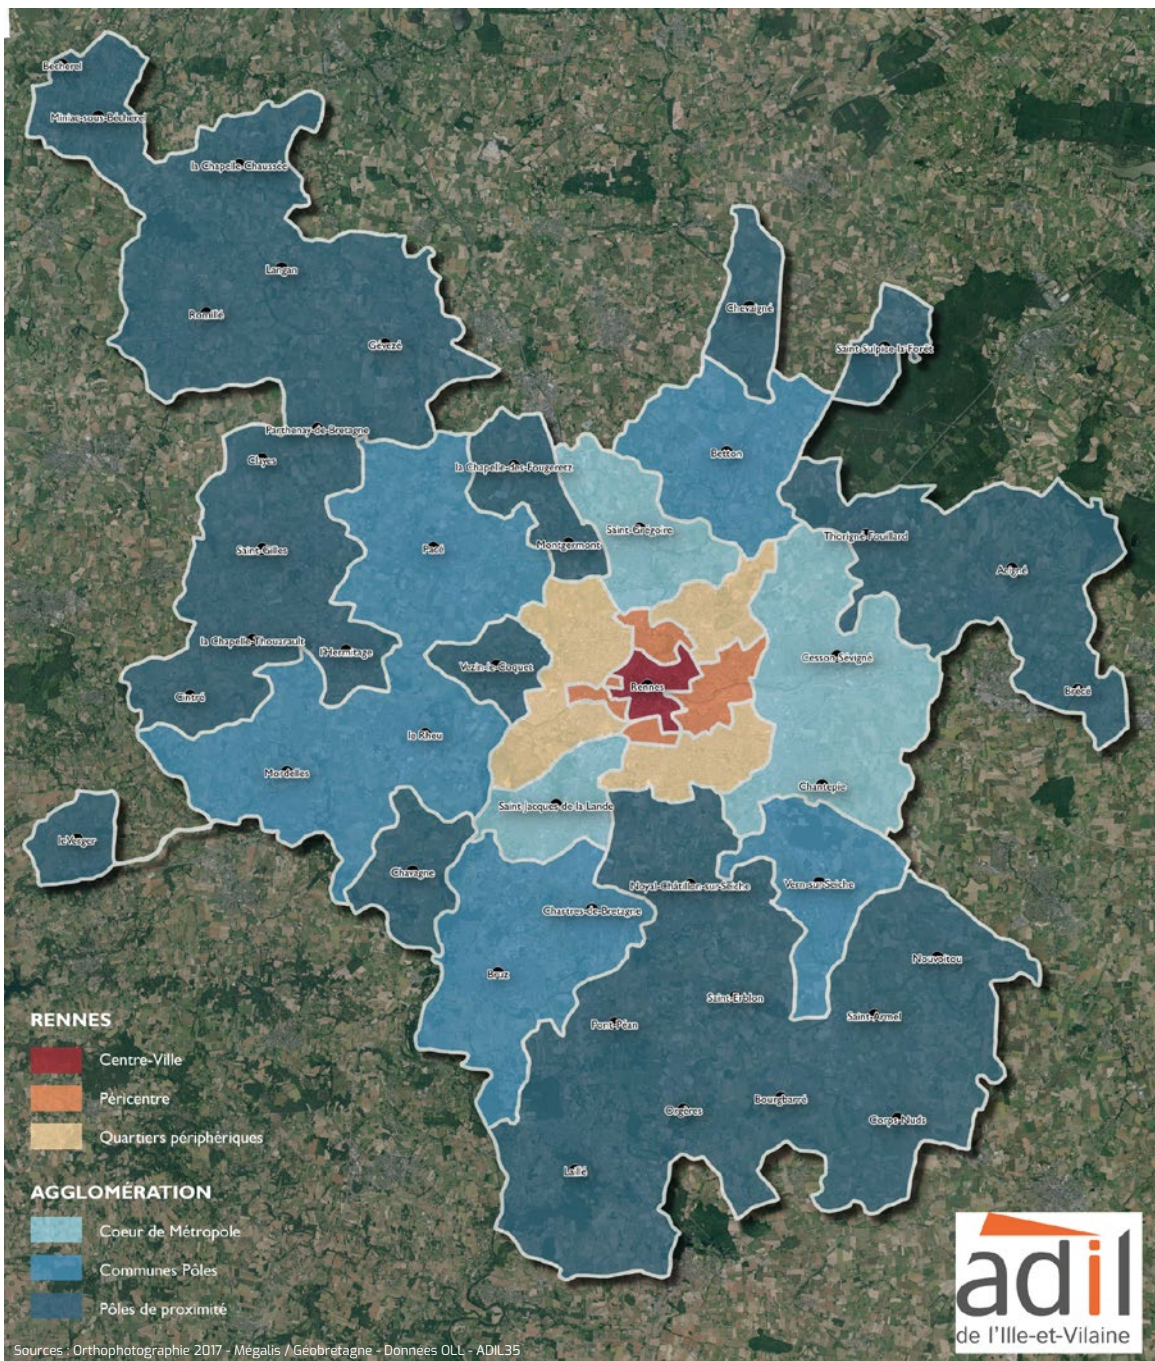 Bécherel
Miniac-sous-Bécherel
la Chapelle-Chaussée
Langan
Romillé
Gévezé
Chevaigné
Saint-Sulpice-la-Forêt
Parthenay-de-Bretagne
Clayes
la Chapelle-des-Fougeretz
Betton
Saint-Grégoire
Thorigné-Fouillard
Saint-Gilles
Pacé
Montgermont
Acigné
la Chapelle-Thouarault
l'Hermitage
Vezin-le-Coquet
Cesson-Sévigné
Cintré
Rennes
Brécé
le Rheu
Mordelles
Chantepie
Saint-Jacques-de-la-Lande
le Verger
Chavagne
Noyal-Châtillon-sur-Seiche
Vern-sur-Seiche
Chartres-de-Bretagne
Bruz
Nouvoitou
Saint-Erblon
Pont-Péan
Saint-Armel
Orgères
Bourgbarré
Corps-Nuds
Laillé
RENNES
Centre-Ville
Pèricentre
Quartiers périphériques
AGGLOMÉRATION
Coeur de Métropole
Communes Pôles
Pôles de proximité
adil
de l'Ille-et-Vilaine
Sources : Orthophotographie 2017 - Mégalis / Géobretagne - Données OLL - ADIL35